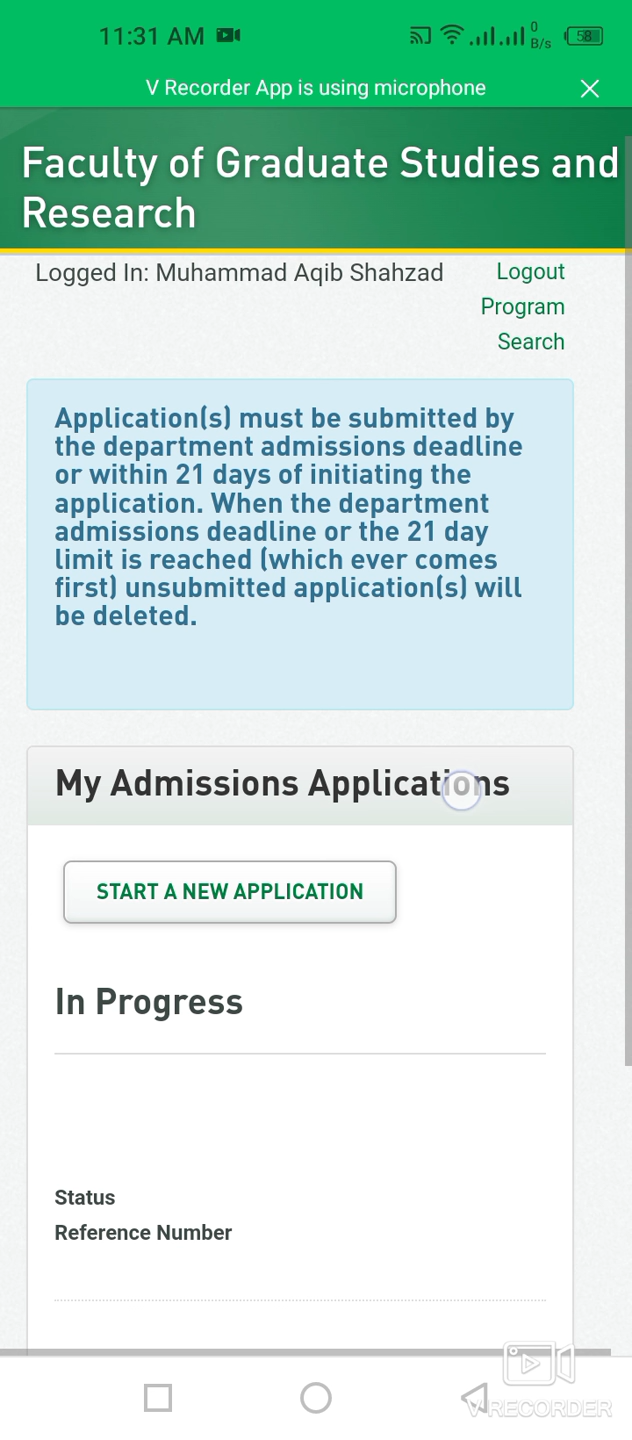 11:31 AM
0
B/s
58
V Recorder App is using microphone
Faculty of Graduate Studies and
Research
Logged In: Muhammad Aqib Shahzad
Logout
Program
Search
Application(s) must be submitted by
the department admissions deadline
or within 21 days of initiating the
application. When the department
admissions deadline or the 21 day
limit is reached (which ever comes
first) unsubmitted application(s) will
be deleted.
My Admissions Applications
START A NEW APPLICATION
In Progress
Status
Reference Number
V RECORDER